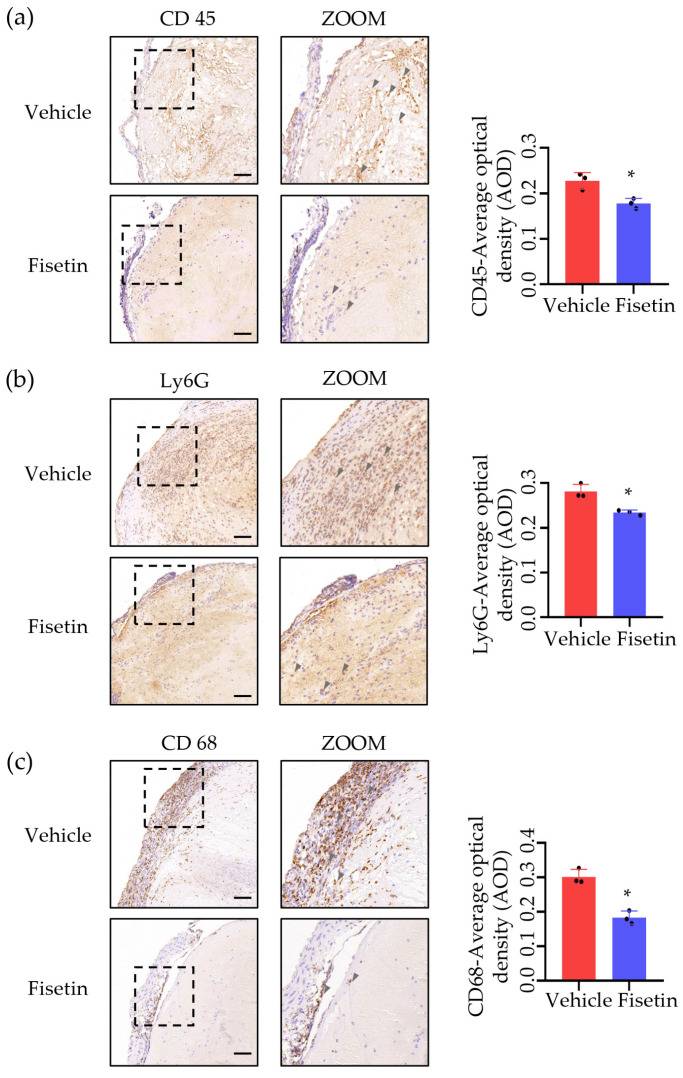 (a)
CD 45
ZOOM
Vehicle
Fisetin
CD45-Average optical
density (AOD)
0.3
0.2
0.1
0.0
*
Vehicle Fisetin
(b)
Ly6G
ZOOM
Vehicle
Fisetin
Ly6G-Average optical
density (AOD)
0.3
0.2
0.1
0.0
*
Vehicle Fisetin
(c)
CD 68
ZOOM
Vehicle
Fisetin
CD68-Average optical
density (AOD)
0.4
0.3
0.2
0.1
0.0
*
Vehicle Fisetin